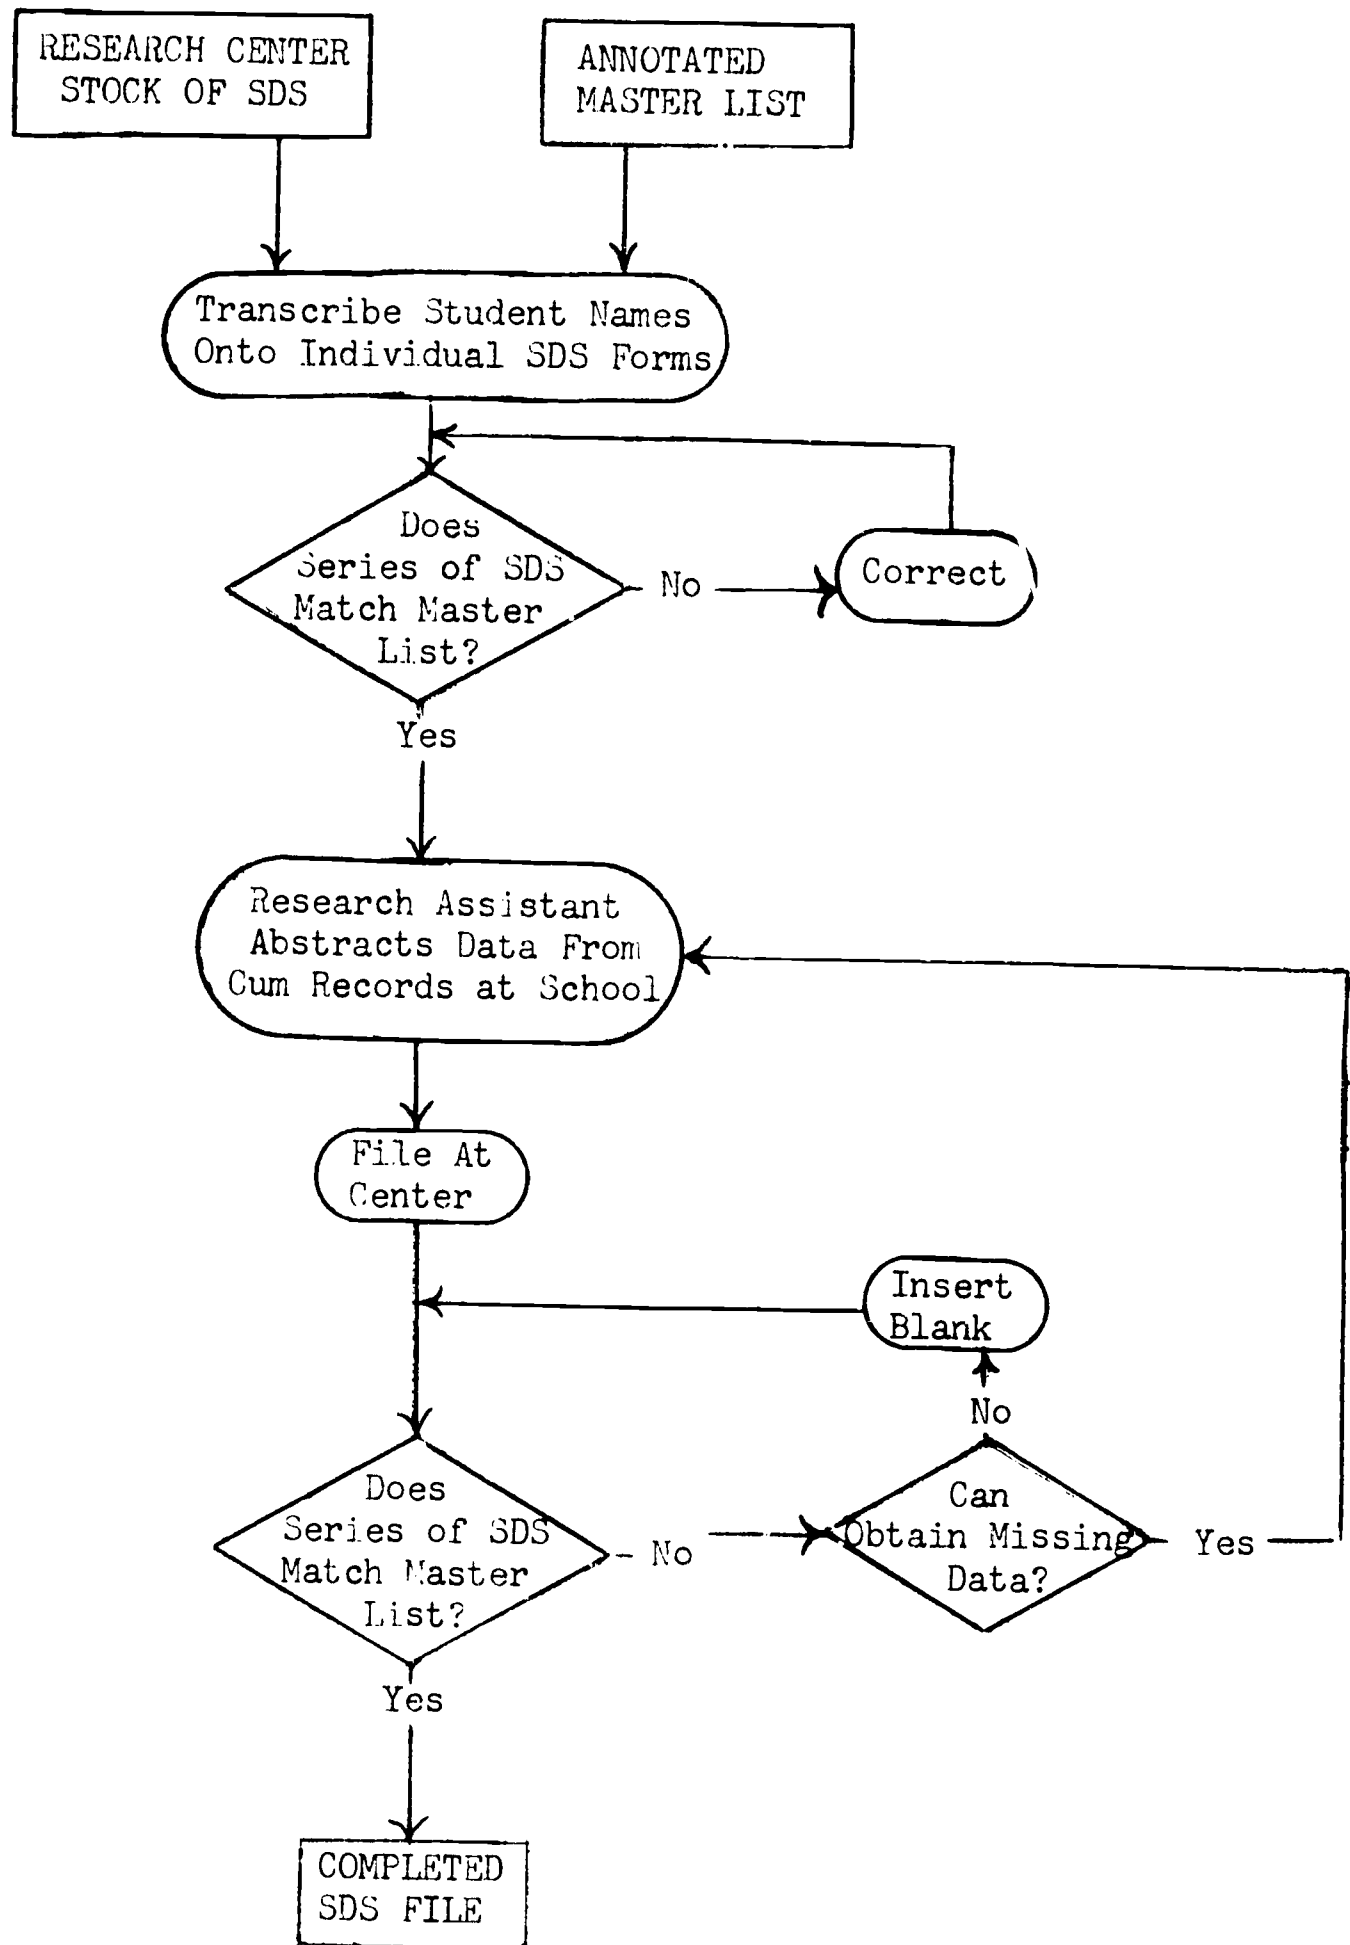 RESEARCH CENTER
STOCK OF SDS
ANNOTATED
MASTER LIST
Transcribe Student Names
Onto Individual SDS Forms
Does
Series of SDS
Match Master
List?
No
Correct
Yes
Research Assistant
Abstracts Data From
Cum Records at School
File At
Center
Insert
Blank
No
Does
Series of SDS
Match Master
List?
No
Can
Obtain Missing
Data?
Yes
Yes
COMPLETED
SDS FILE